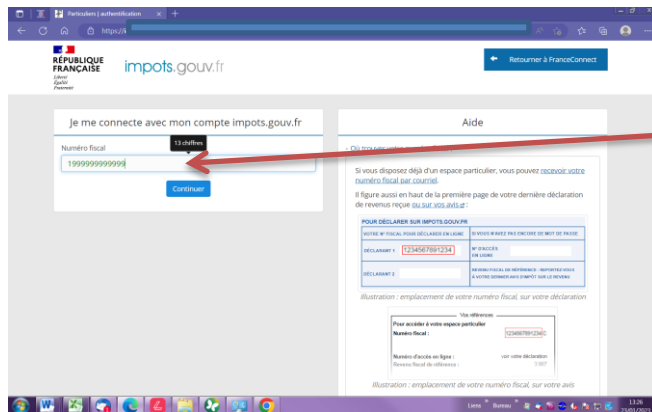 Particuliers | authentification
https://
RÉPUBLIQUE
FRANÇAISE
Liberté
Égalité
Fraternité
impots.gouv.fr
Retourner à FranceConnect
Je me connecte avec mon compte impots.gouv.fr
Numéro fiscal
13 chiffres
1999999999999
Continuer
Aide
Où trouver votre
Si vous disposez déjà d'un espace particulier, vous pouvez recevoir votre
numéro fiscal par courriel.
Il figure aussi en haut de la première page de votre dernière déclaration
de revenus reçue ou sur vos avis :
POUR DÉCLARER SUR IMPOTS.GOUV.FR
VOTRE N° FISCAL POUR DÉCLARER EN LIGNE
SI VOUS N'AVEZ PAS ENCORE DE MOT DE PASSE
DÉCLARANT 1
1234567891234
N° D'ACCÈS
EN LIGNE
DÉCLARANT 2
REVENU FISCAL DE RÉFÉRENCE - REPORTEZ-VOUS
À VOTRE DERNIER AVIS D'IMPÔT SUR LE REVENU
Illustration : emplacement de votre numéro fiscal, sur votre déclaration
Vos références
Pour accéder à votre espace particulier
Numéro fiscal :
1234567891234 C
Numéro d'accès en ligne :
voir votre déclaration
Revenu fiscal de référence :
Illustration : emplacement de votre numéro fiscal, sur votre avis
Liens
Bureau
13:26
23/01/2023